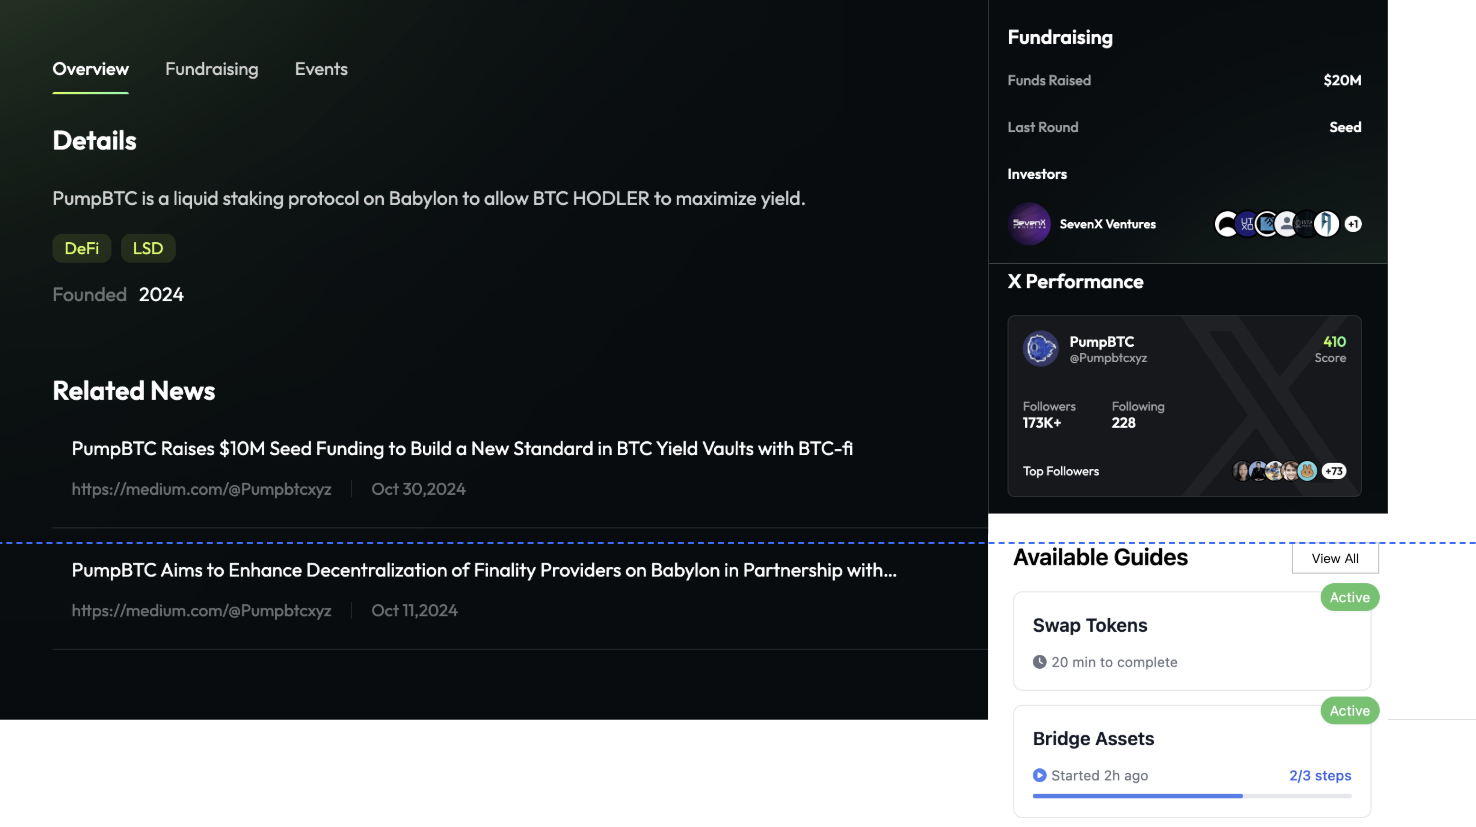 Overview Fundraising Events
Details
PumpBTC is a liquid staking protocol on Babylon to allow BTC HODLER to maximize yield.
DeFi LSD
Founded 2024
Related News
PumpBTC Raises $10M Seed Funding to Build a New Standard in BTC Yield Vaults with BTC-fi
https://medium.com/@Pumpbtcxyz Oct 30,2024
PumpBTC Aims to Enhance Decentralization of Finality Providers on Babylon in Partnership with...
https://medium.com/@Pumpbtcxyz Oct 11,2024
Fundraising
Funds Raised $20M
Last Round Seed
Investors
SevenX Ventures +1
X Performance
PumpBTC 410
@Pumpbtcxyz Score
Followers Following
173K+ 228
Top Followers +73
Available Guides View All
Active
Swap Tokens
20 min to complete
Active
Bridge Assets
Started 2h ago 2/3 steps